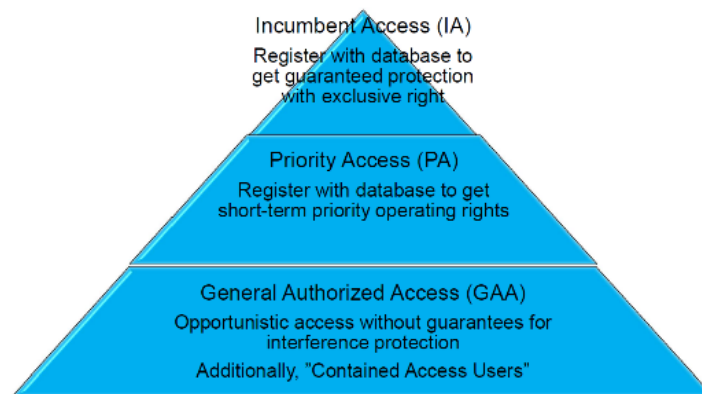 Incumbent Access (IA)
Register with database to
get guaranteed protection
with exclusive right
Priority Access (PA)
Register with database to get
short-term priority operating rights
General Authorized Access (GAA)
Opportunistic access without guarantees for
interference protection
Additionally, "Contained Access Users"